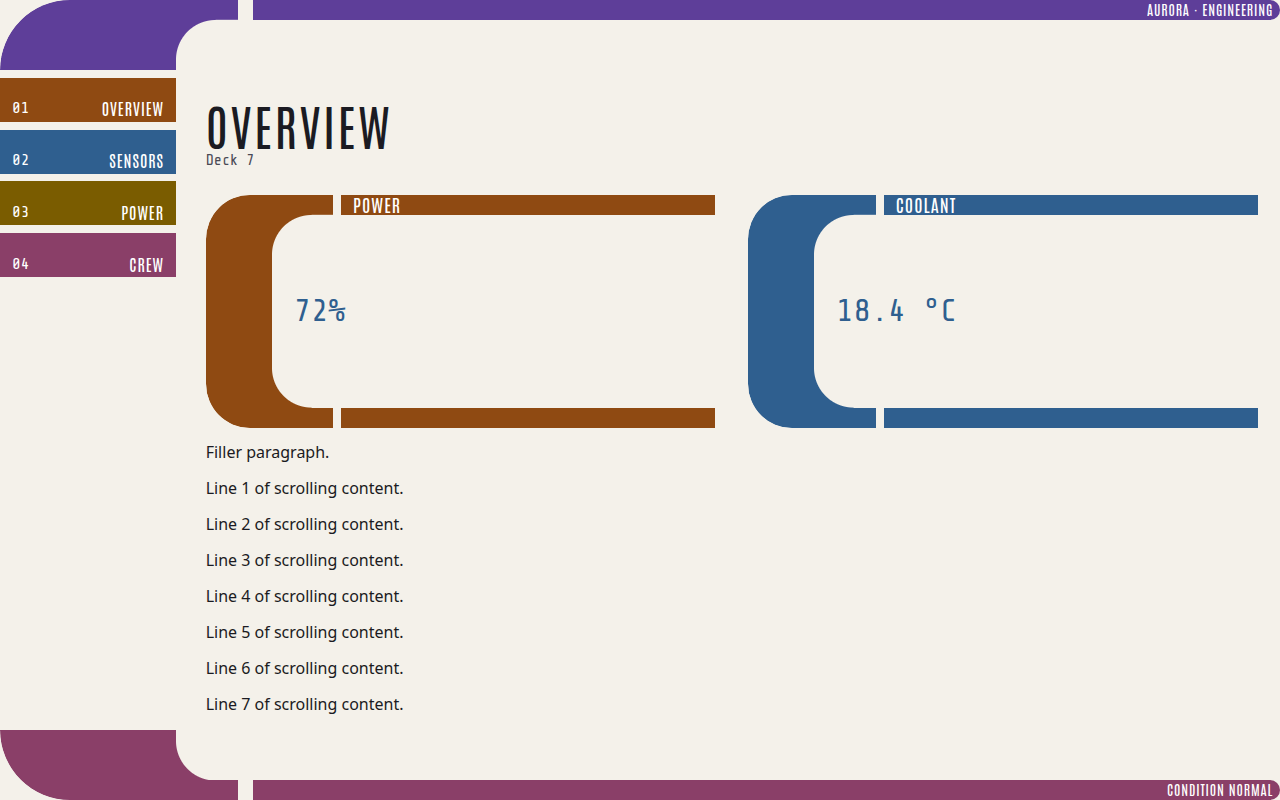 AURORA · ENGINEERING
01 OVERVIEW
02 SENSORS
03 POWER
04 CREW
OVERVIEW
Deck 7
POWER
72%
COOLANT
18.4 °C
Filler paragraph.
Line 1 of scrolling content.
Line 2 of scrolling content.
Line 3 of scrolling content.
Line 4 of scrolling content.
Line 5 of scrolling content.
Line 6 of scrolling content.
Line 7 of scrolling content.
CONDITION NORMAL